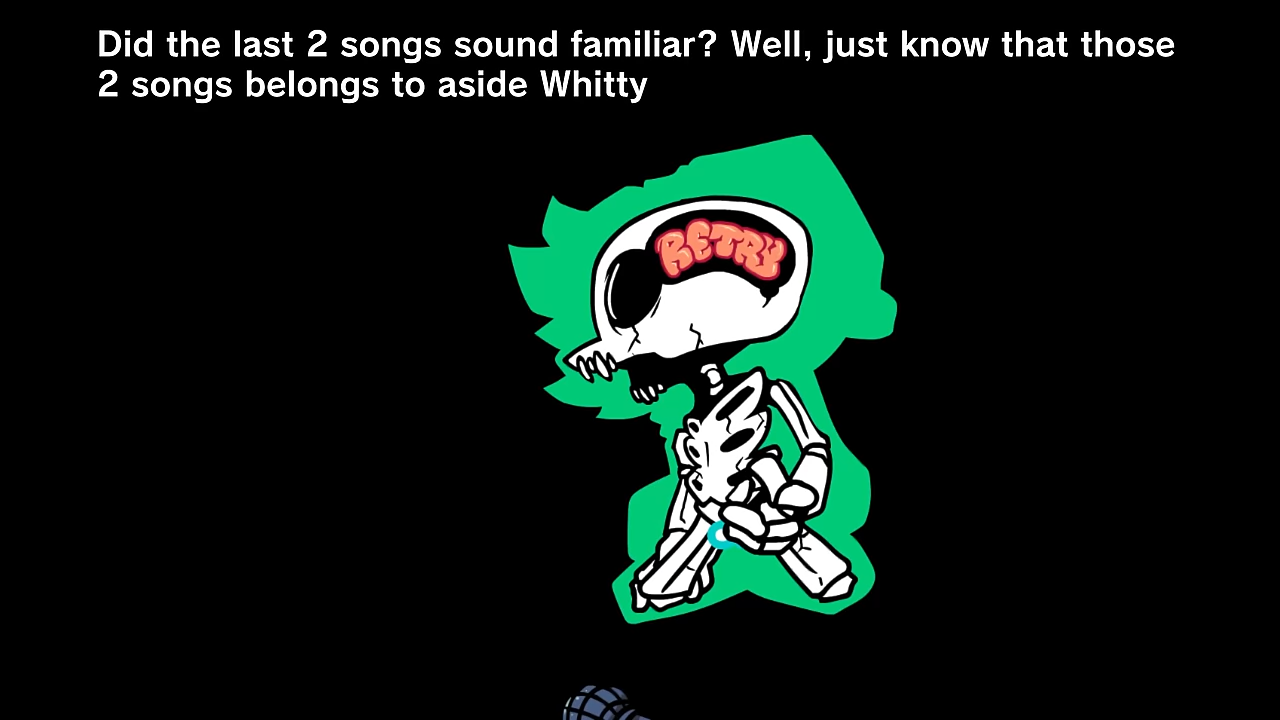 Did the last 2 songs sound familiar? Well, just know that those
2 songs belongs to aside Whitty
RETRY